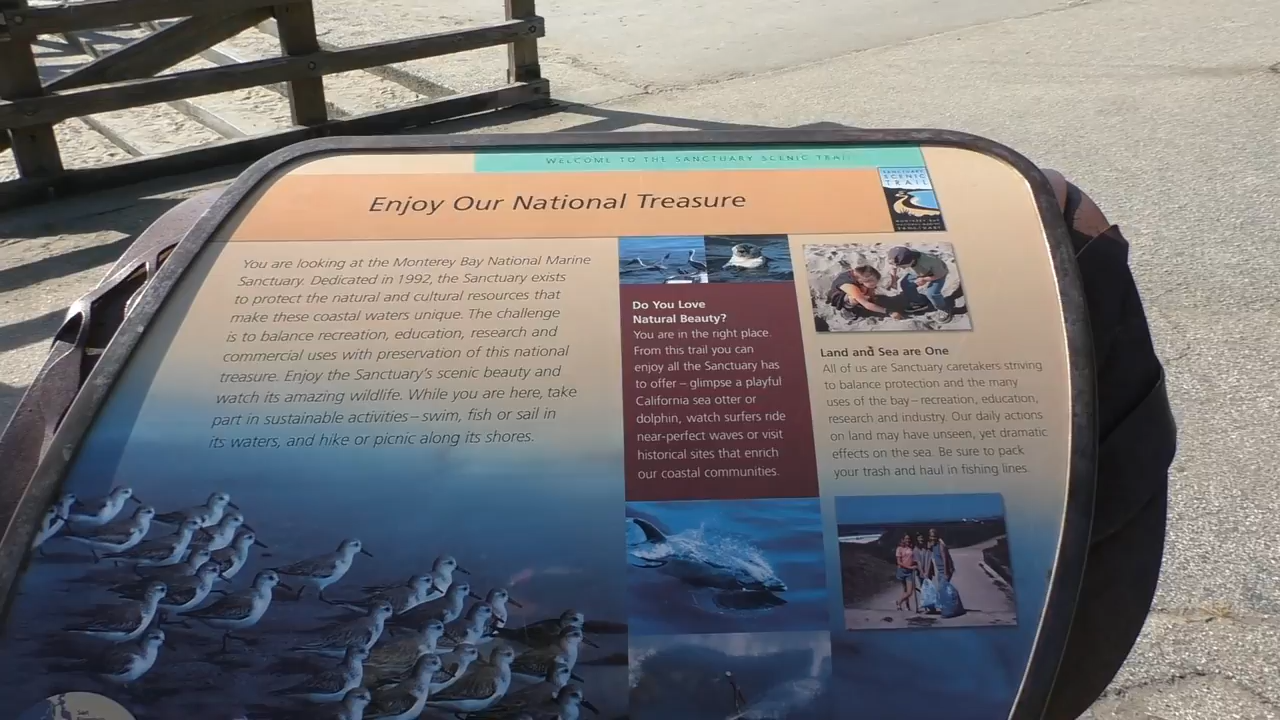 WELCOME TO THE SANCTUARY SCENIC TRAIL
Enjoy Our National Treasure
SANCTUARY
SCENIC
TRAIL
MONTEREY BAY
SANCTUARY
You are looking at the Monterey Bay National Marine
Sanctuary. Dedicated in 1992, the Sanctuary exists
to protect the natural and cultural resources that
make these coastal waters unique. The challenge
is to balance recreation, education, research and
commercial uses with preservation of this national
treasure. Enjoy the Sanctuary's scenic beauty and
watch its amazing wildlife. While you are here, take
part in sustainable activities – swim, fish or sail in
its waters, and hike or picnic along its shores.
Do You Love
Natural Beauty?
You are in the right place.
From this trail you can
enjoy all the Sanctuary has
to offer – glimpse a playful
California sea otter or
dolphin, watch surfers ride
near-perfect waves or visit
historical sites that enrich
our coastal communities.
Land and Sea are One
All of us are Sanctuary caretakers striving
to balance protection and the many
uses of the bay – recreation, education,
research and industry. Our daily actions
on land may have unseen, yet dramatic
effects on the sea. Be sure to pack
your trash and haul in fishing lines.